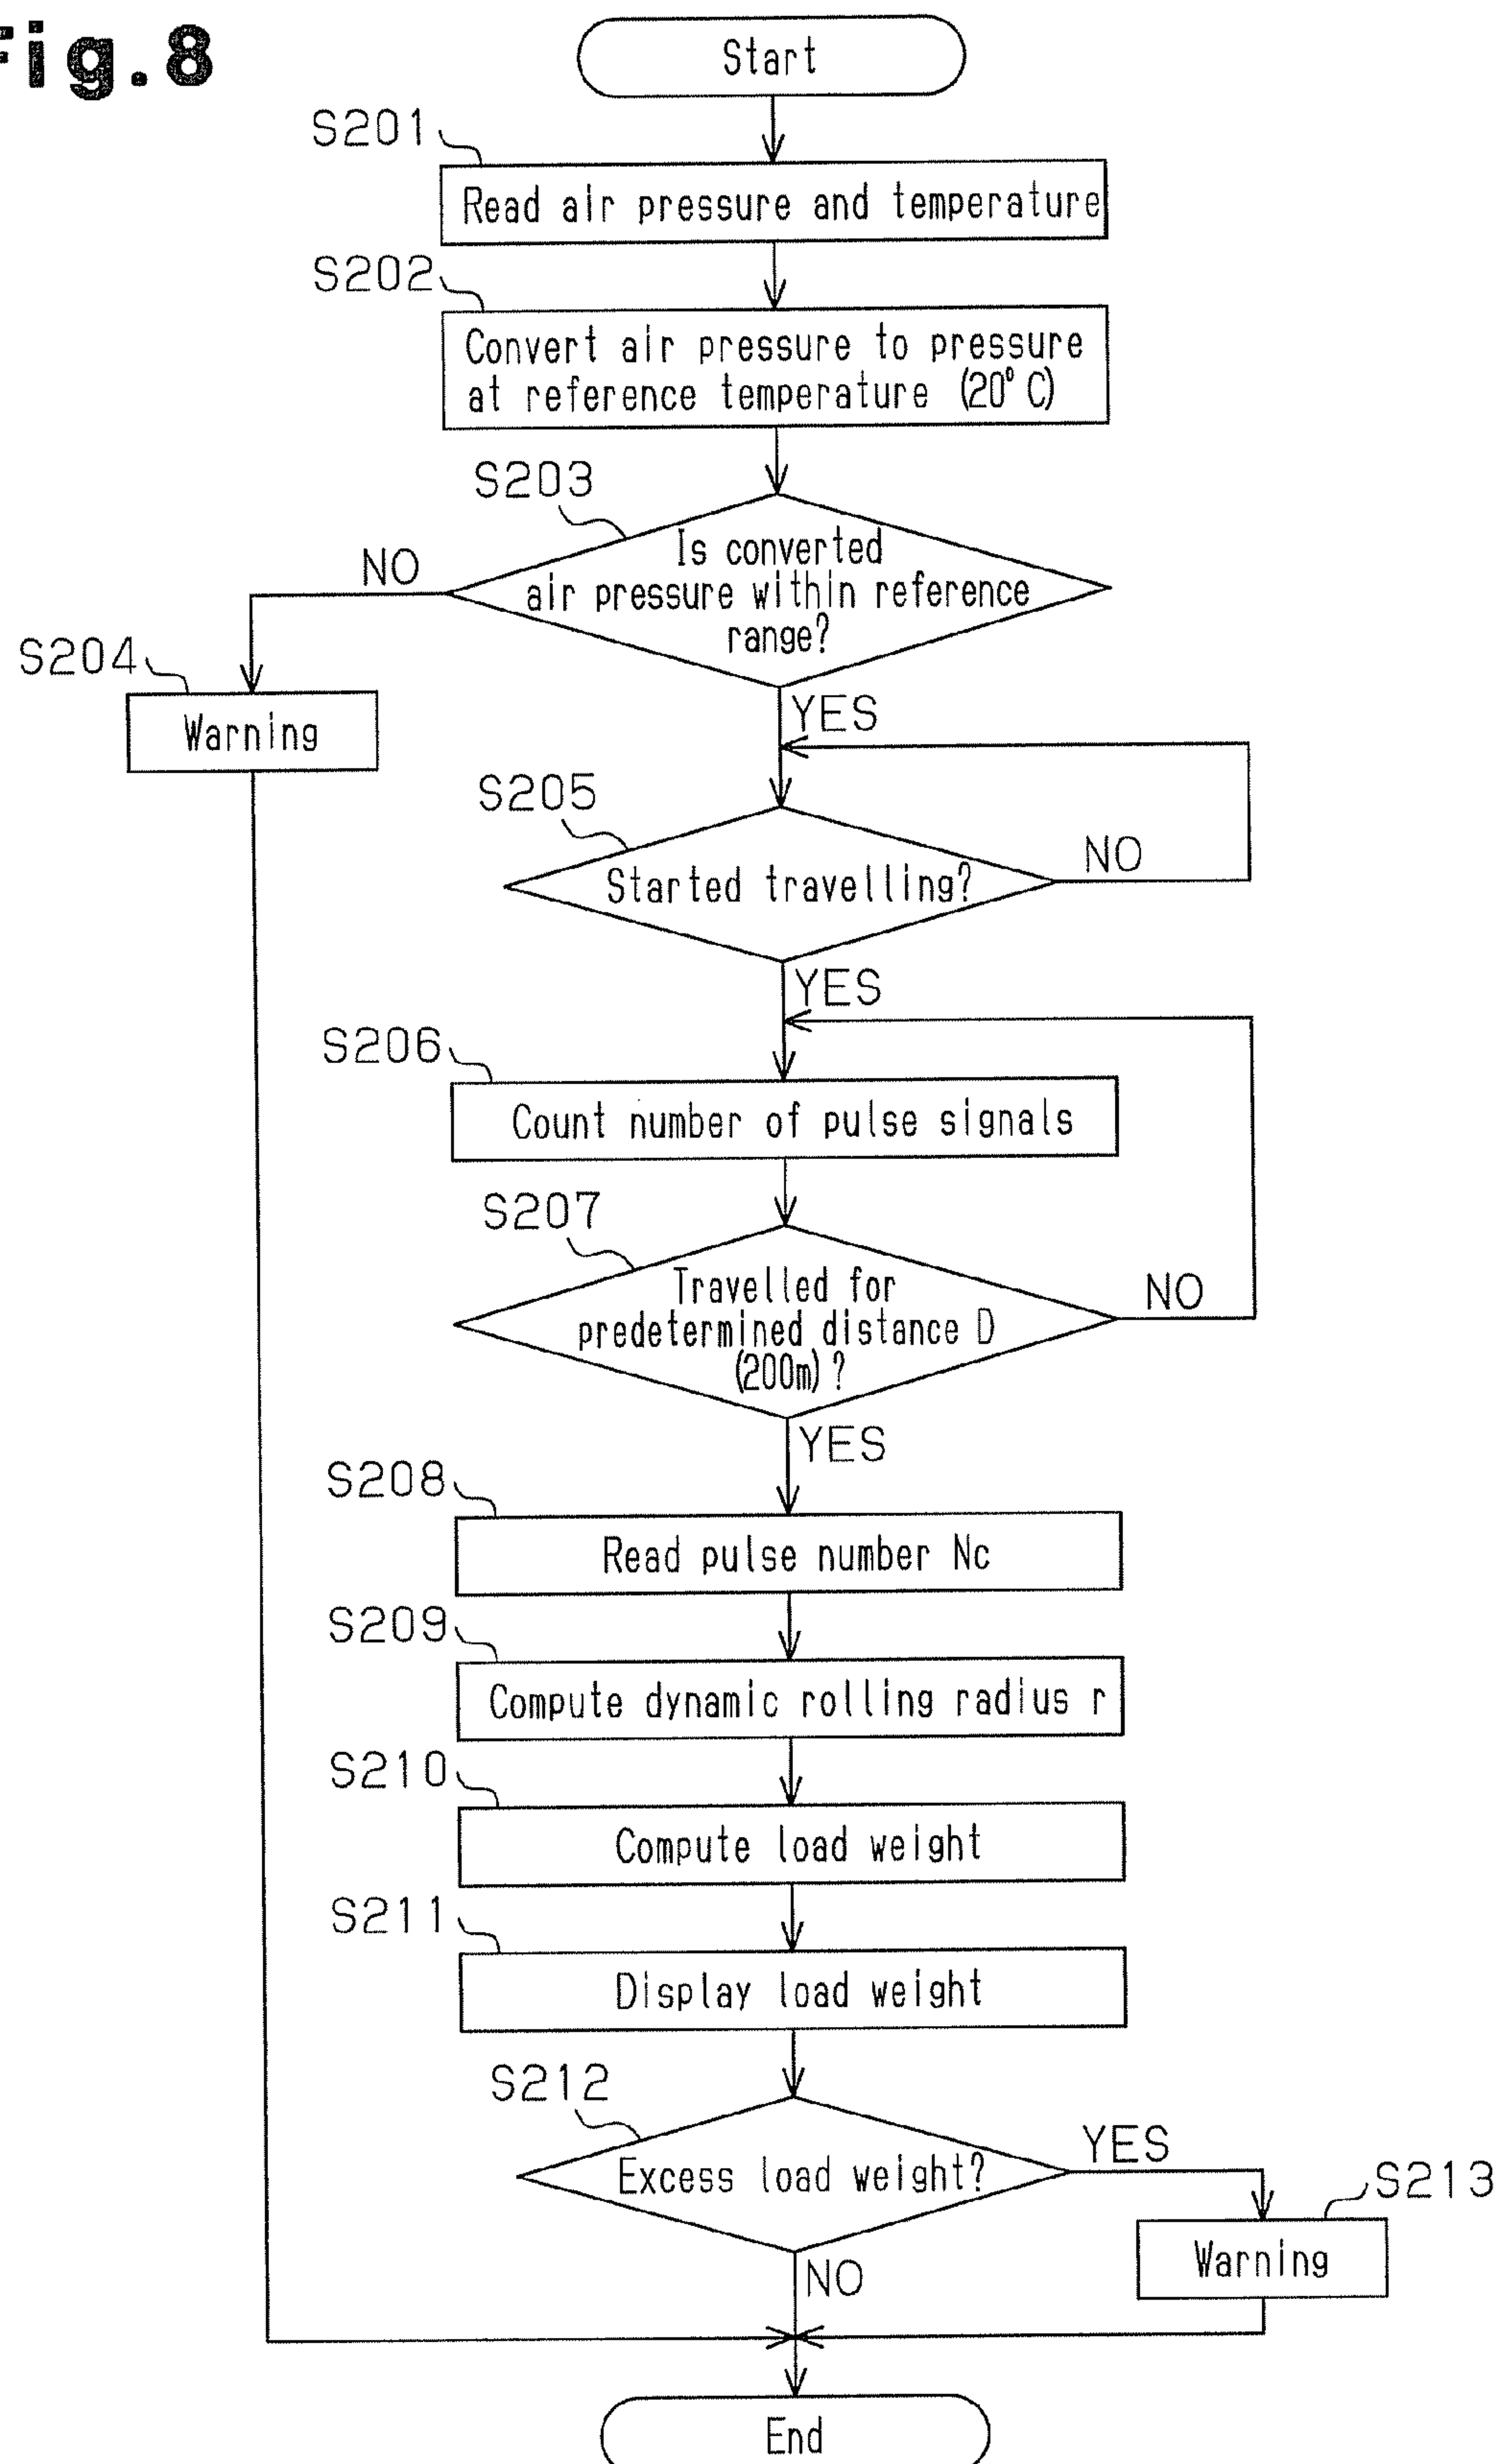 Fig.8
Start
S201
Read air pressure and temperature
S202
Convert air pressure to pressure
at reference temperature (20°C)
S203
Is converted
air pressure within reference
range?
NO
S204
Warning
YES
S205
Started travelling?
NO
YES
S206
Count number of pulse signals
S207
Travelled for
predetermined distance D
(200m)?
NO
YES
S208
Read pulse number Nc
S209
Compute dynamic rolling radius r
S210
Compute load weight
S211
Display load weight
S212
Excess load weight?
YES
S213
Warning
NO
End